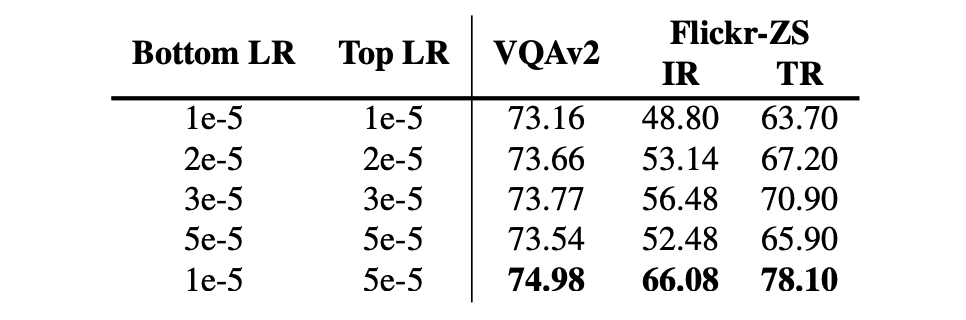 Bottom LR Top LR VQAv2 Flickr-ZS
IR TR
1e-5 1e-5 73.16 48.80 63.70
2e-5 2e-5 73.66 53.14 67.20
3e-5 3e-5 73.77 56.48 70.90
5e-5 5e-5 73.54 52.48 65.90
1e-5 5e-5 74.98 66.08 78.10